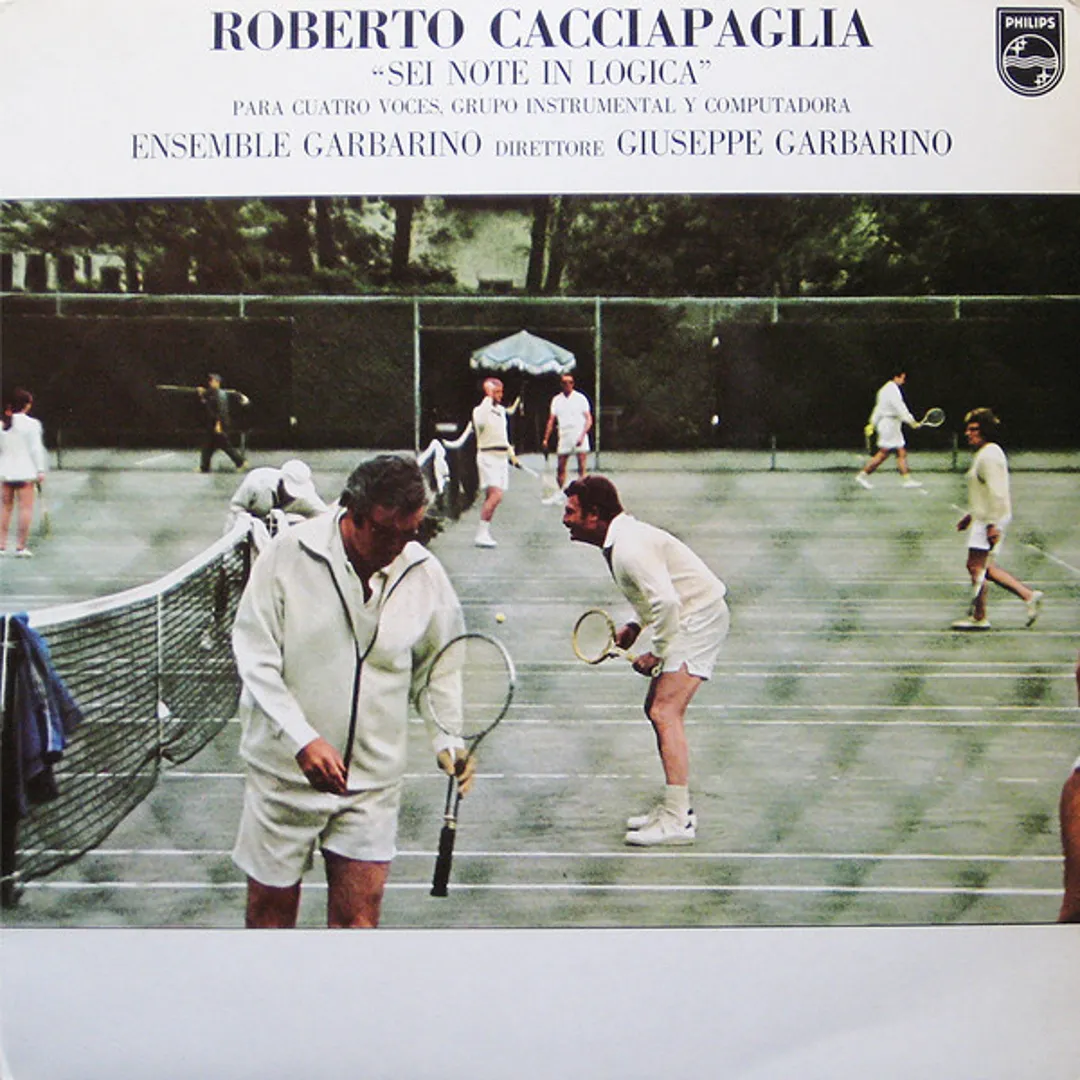 ROBERTO CACCIAPAGLIA
“SEI NOTE IN LOGICA”
PARA CUATRO VOCES, GRUPO INSTRUMENTAL Y COMPUTADORA
ENSEMBLE GARBARINO DIRETTORE GIUSEPPE GARBARINO
PHILIPS